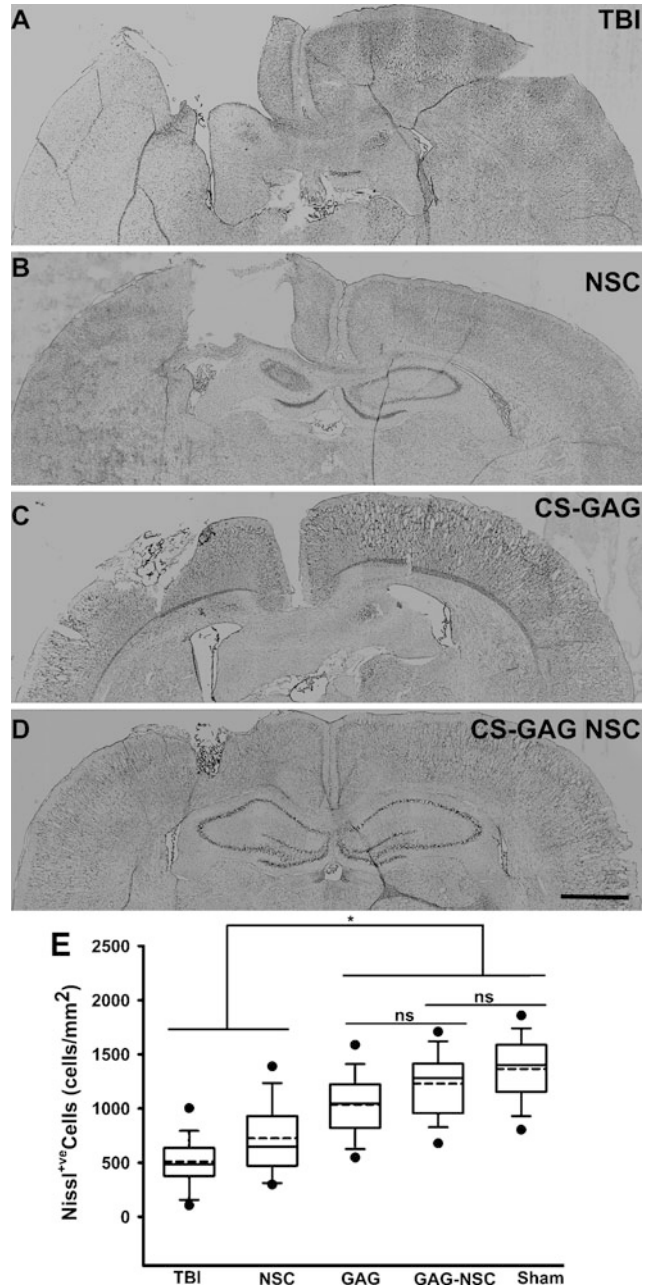 A
TBI
B
NSC
C
CS-GAG
D
CS-GAG NSC
E
*
ns
ns
Nissl+ve Cells (cells/mm2)
2500
2000
1500
1000
500
0
TBI
NSC
GAG
GAG-NSC
Sham